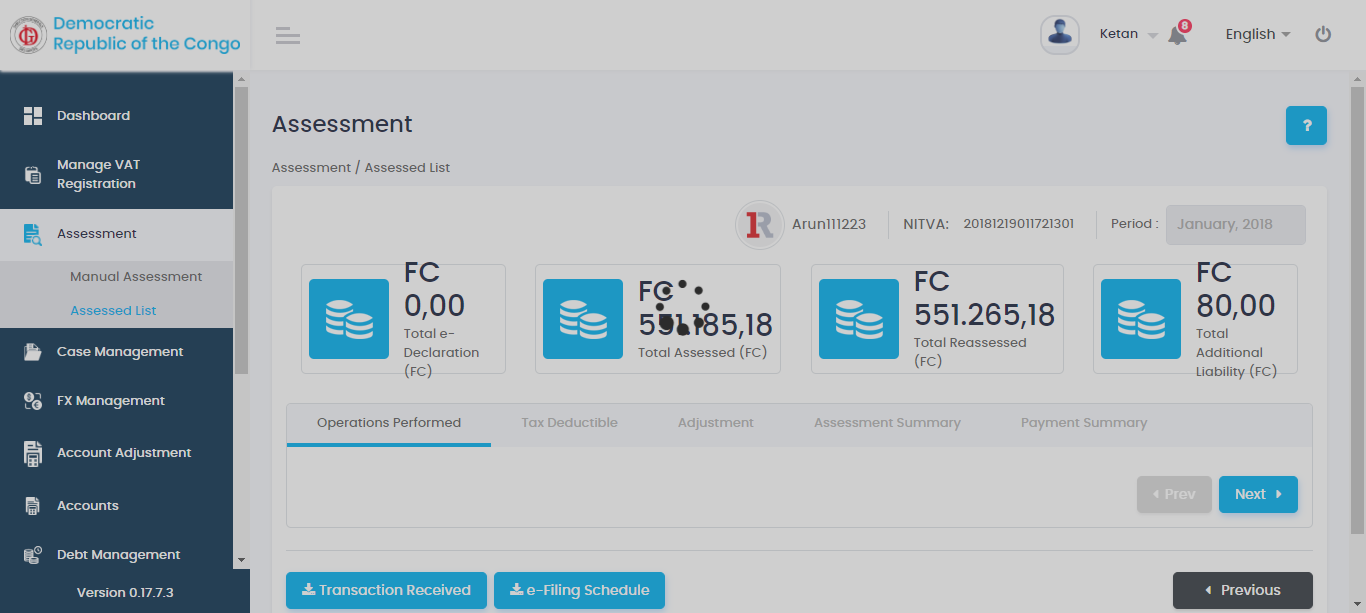 Democratic
Republic of the Congo
Ketan
8
English
Dashboard
Manage VAT
Registration
Assessment
Manual Assessment
Assessed List
Case Management
FX Management
Account Adjustment
Accounts
Debt Management
Version 0.17.7.3
Assessment
?
Assessment / Assessed List
Arun111223
NITVA: 20181219011721301
Period :
January, 2018
FC
0,00
Total e-
Declaration
(FC)
FC
551.185,18
Total Assessed (FC)
FC
551.265,18
Total Reassessed
(FC)
FC
80,00
Total
Additional
Liability (FC)
Operations Performed
Tax Deductible
Adjustment
Assessment Summary
Payment Summary
Prev
Next
Transaction Received
e-Filing Schedule
Previous